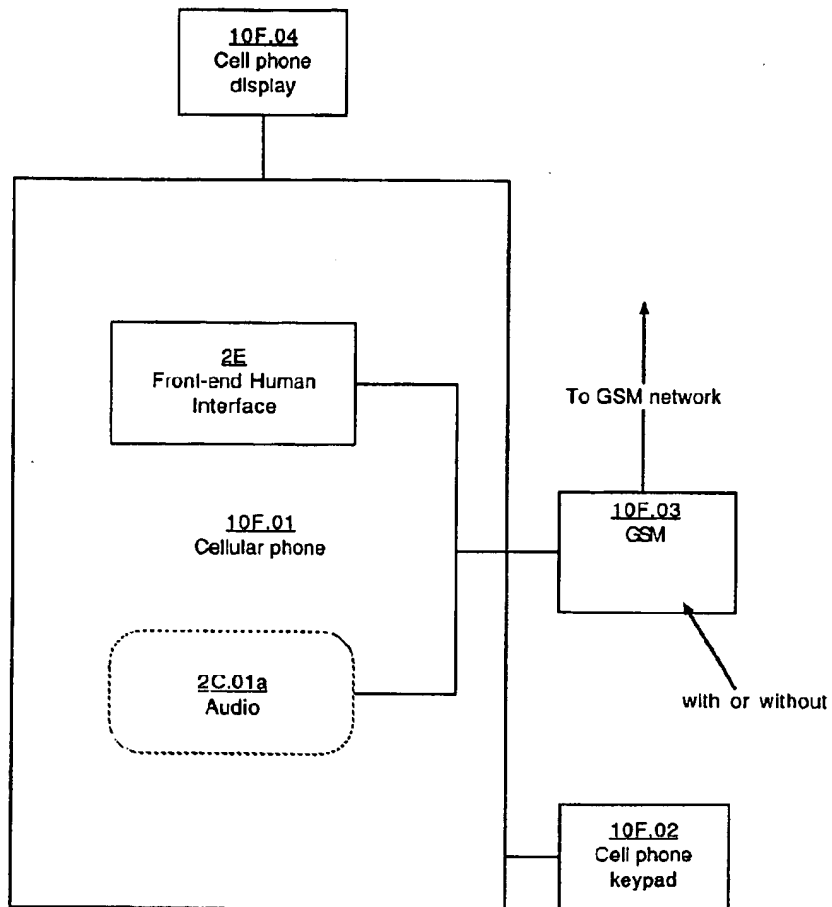 10F.04
Cell phone
display
2E
Front-end Human
Interface
To GSM network
10F.01
Cellular phone
10F.03
GSM
2C.01a
Audio
with or without
10F.02
Cell phone
keypad